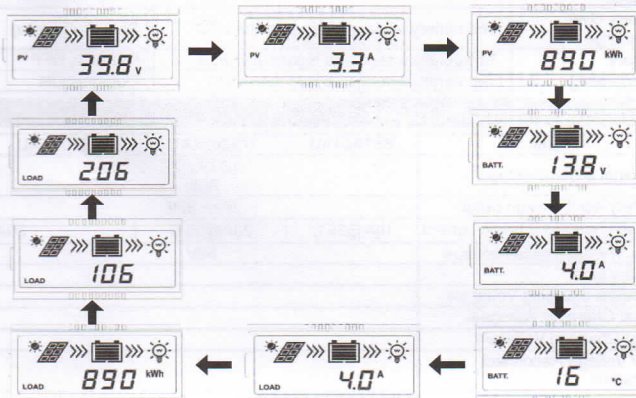 PV 39.8 V
PV 3.3 A
PV 890 kWh
BATT. 13.8 V
BATT. 4.0 A
BATT. 16 °C
LOAD 4.0 A
LOAD 890 kWh
LOAD 106
LOAD 206